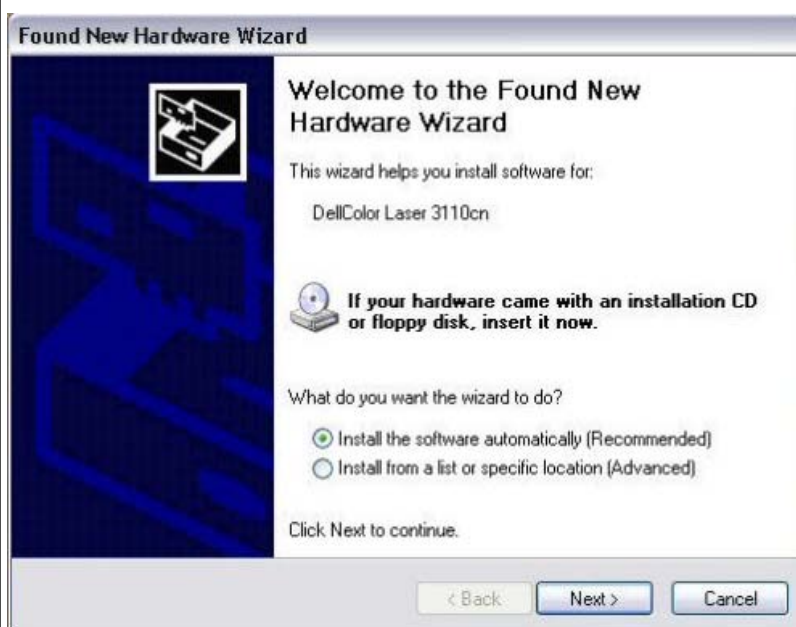 Found New Hardware Wizard
Welcome to the Found New
Hardware Wizard
This wizard helps you install software for:
DellColor Laser 3110cn
If your hardware came with an installation CD
or floppy disk, insert it now.
What do you want the wizard to do?
Install the software automatically (Recommended)
Install from a list or specific location (Advanced)
Click Next to continue.
< Back Next > Cancel